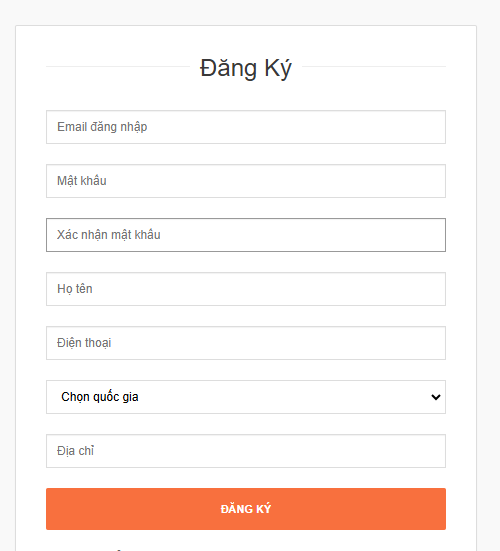 Đăng Ký
Email đăng nhập
Mật khẩu
Xác nhận mật khẩu
Họ tên
Điện thoại
Chọn quốc gia
Địa chỉ
ĐĂNG KÝ